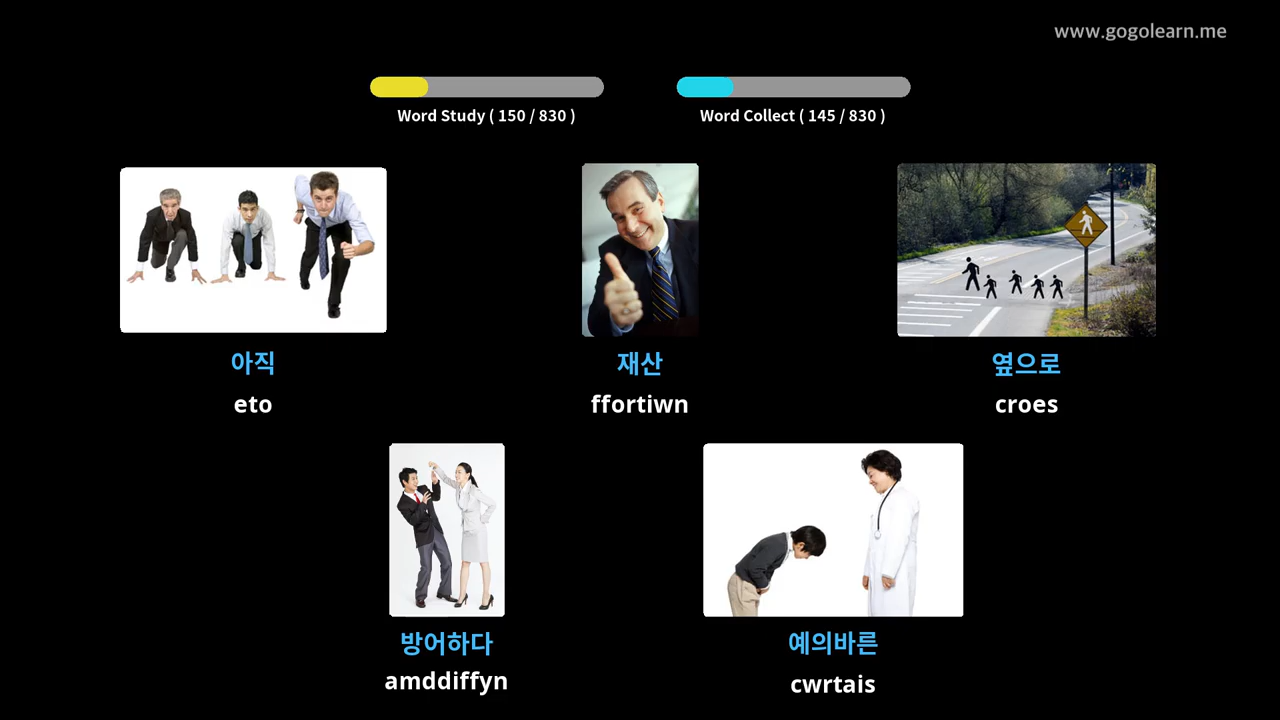 www.gogolearn.me
Word Study ( 150 / 830 )
Word Collect ( 145 / 830 )
아직
eto
재산
ffortiwn
옆으로
croes
방어하다
amddiffyn
예의바른
cwrtais